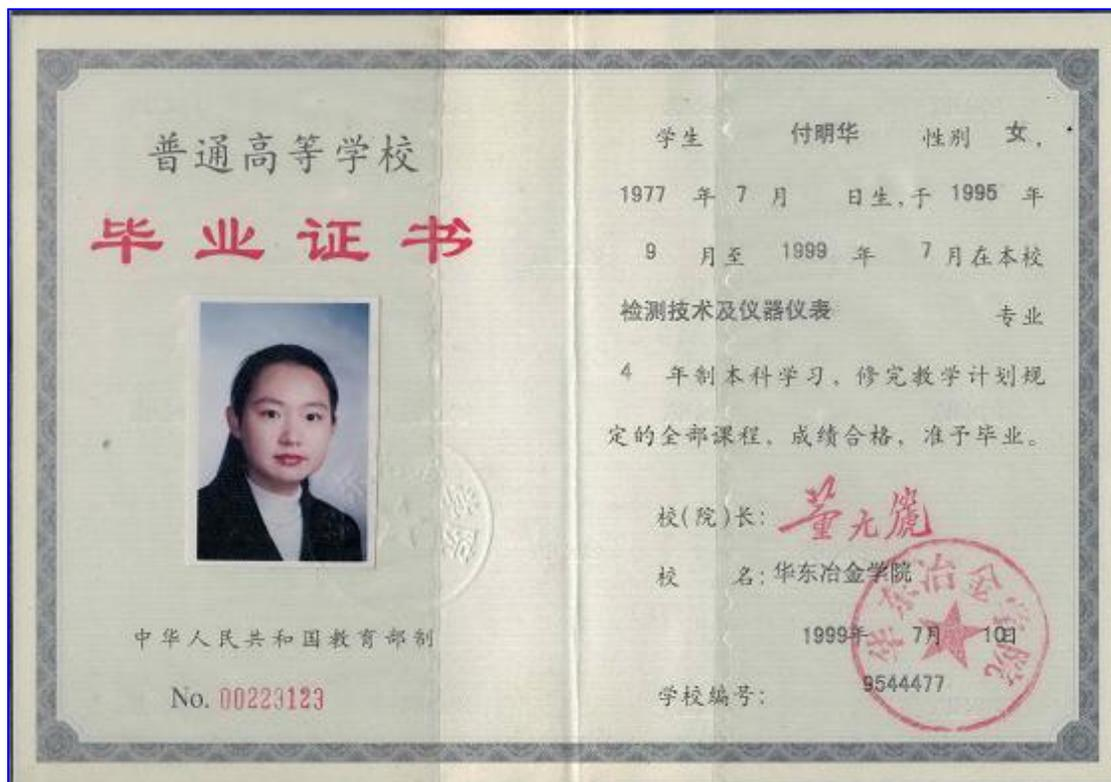 普通高等学校
毕业证书
中华人民共和国教育部制
No. 00223123
学生 付明华 性别 女，
1977 年 7 月 日生，于 1995 年
9 月至 1999 年 7 月在本校
检测技术及仪器仪表 专业
4 年制本科学习，修完教学计划规
定的全部课程，成绩合格，准予毕业。
校(院)长：
校 名：华东冶金学院
1999年 7月 10日
学校编号： 9544477
华东冶金学院